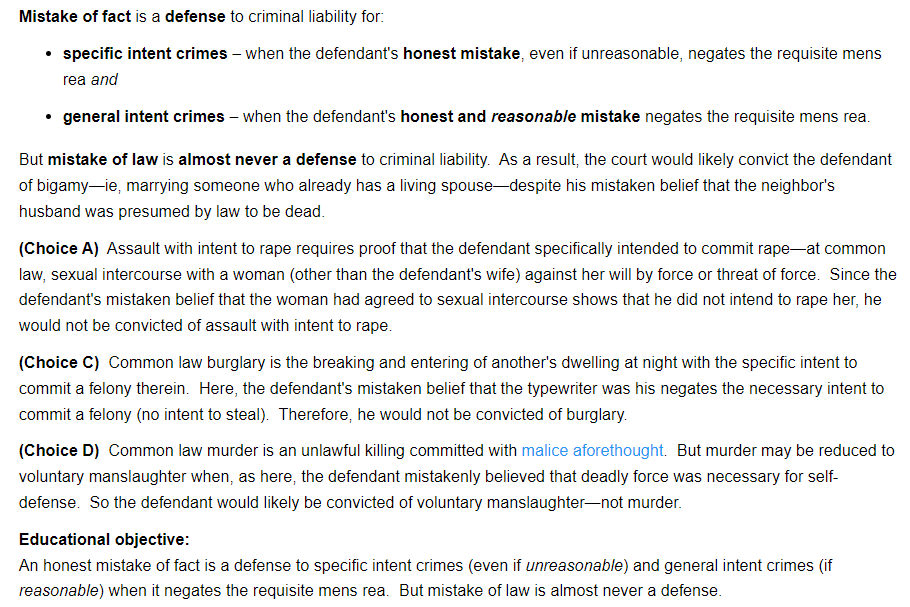 Mistake of fact is a defense to criminal liability for:
• specific intent crimes – when the defendant's honest mistake, even if unreasonable, negates the requisite mens
rea and
• general intent crimes – when the defendant's honest and reasonable mistake negates the requisite mens rea.
But mistake of law is almost never a defense to criminal liability.  As a result, the court would likely convict the defendant
of bigamy—ie, marrying someone who already has a living spouse—despite his mistaken belief that the neighbor's
husband was presumed by law to be dead.
(Choice A)  Assault with intent to rape requires proof that the defendant specifically intended to commit rape—at common
law, sexual intercourse with a woman (other than the defendant's wife) against her will by force or threat of force.  Since the
defendant's mistaken belief that the woman had agreed to sexual intercourse shows that he did not intend to rape her, he
would not be convicted of assault with intent to rape.
(Choice C)  Common law burglary is the breaking and entering of another's dwelling at night with the specific intent to
commit a felony therein.  Here, the defendant's mistaken belief that the typewriter was his negates the necessary intent to
commit a felony (no intent to steal).  Therefore, he would not be convicted of burglary.
(Choice D)  Common law murder is an unlawful killing committed with malice aforethought.  But murder may be reduced to
voluntary manslaughter when, as here, the defendant mistakenly believed that deadly force was necessary for self-
defense.  So the defendant would likely be convicted of voluntary manslaughter—not murder.
Educational objective:
An honest mistake of fact is a defense to specific intent crimes (even if unreasonable) and general intent crimes (if
reasonable) when it negates the requisite mens rea.  But mistake of law is almost never a defense.